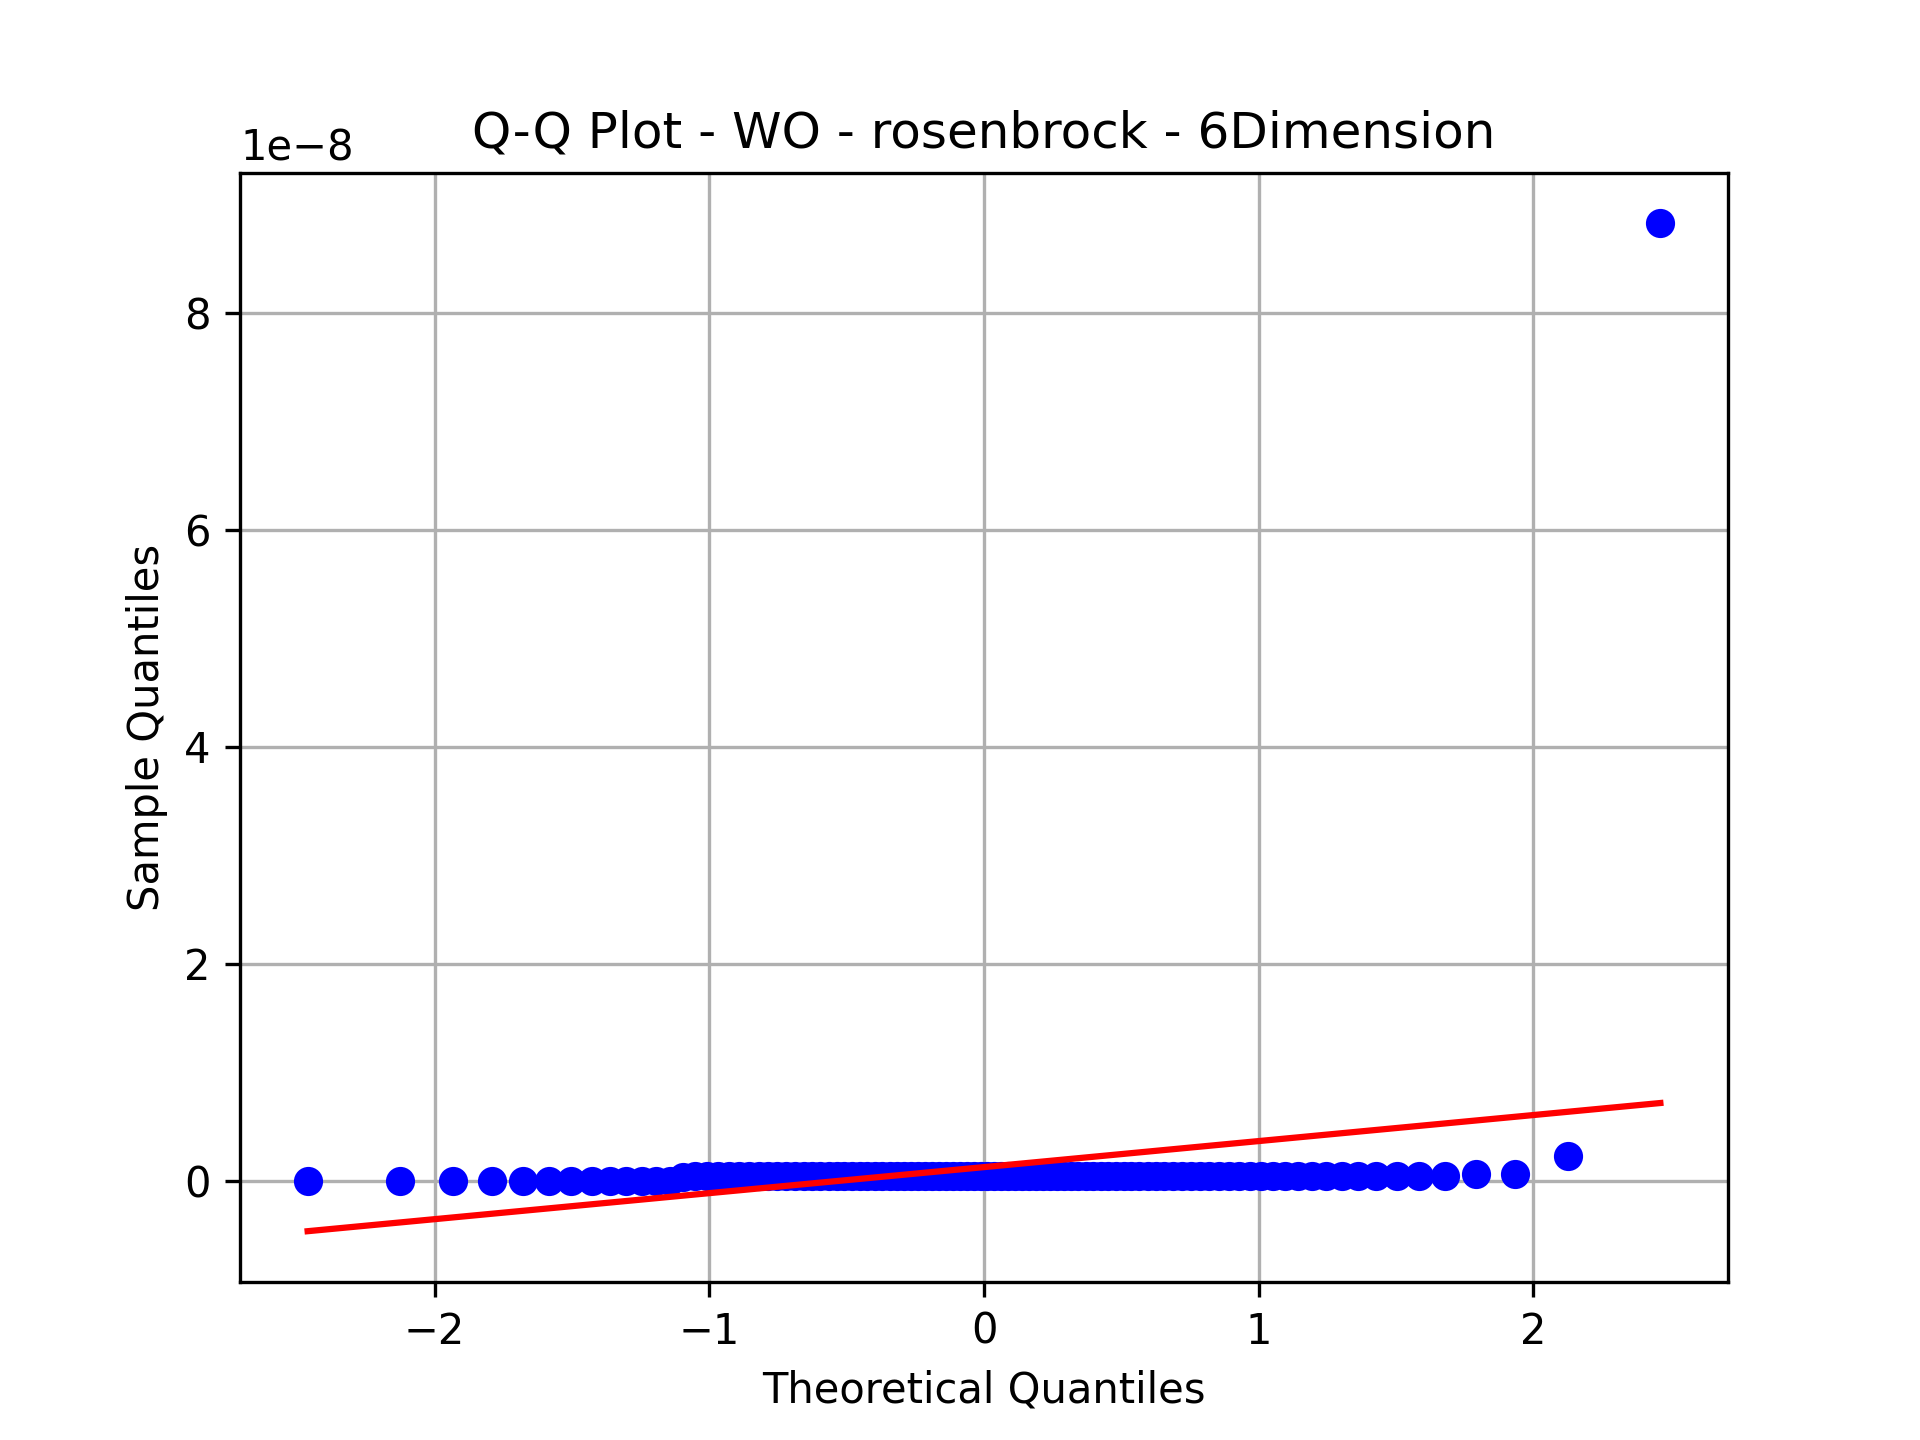 Q-Q Plot - WO - rosenbrock - 6Dimension
1e−8
8
6
4
2
0
Sample Quantiles
−2
−1
0
1
2
Theoretical Quantiles